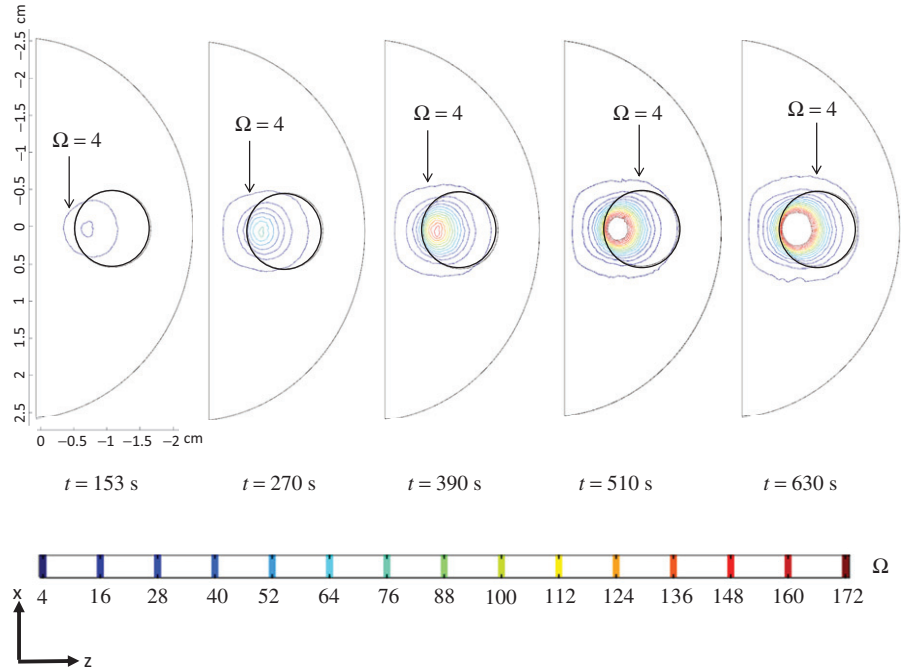 cm
−2.5
−2
−1.5
−1
−0.5
0
0.5
1
1.5
2
2.5
0 −0.5 −1 −1.5 −2 cm
Ω = 4
Ω = 4
Ω = 4
Ω = 4
Ω = 4
t = 153 s
t = 270 s
t = 390 s
t = 510 s
t = 630 s
Ω
4 16 28 40 52 64 76 88 100 112 124 136 148 160 172
x
z